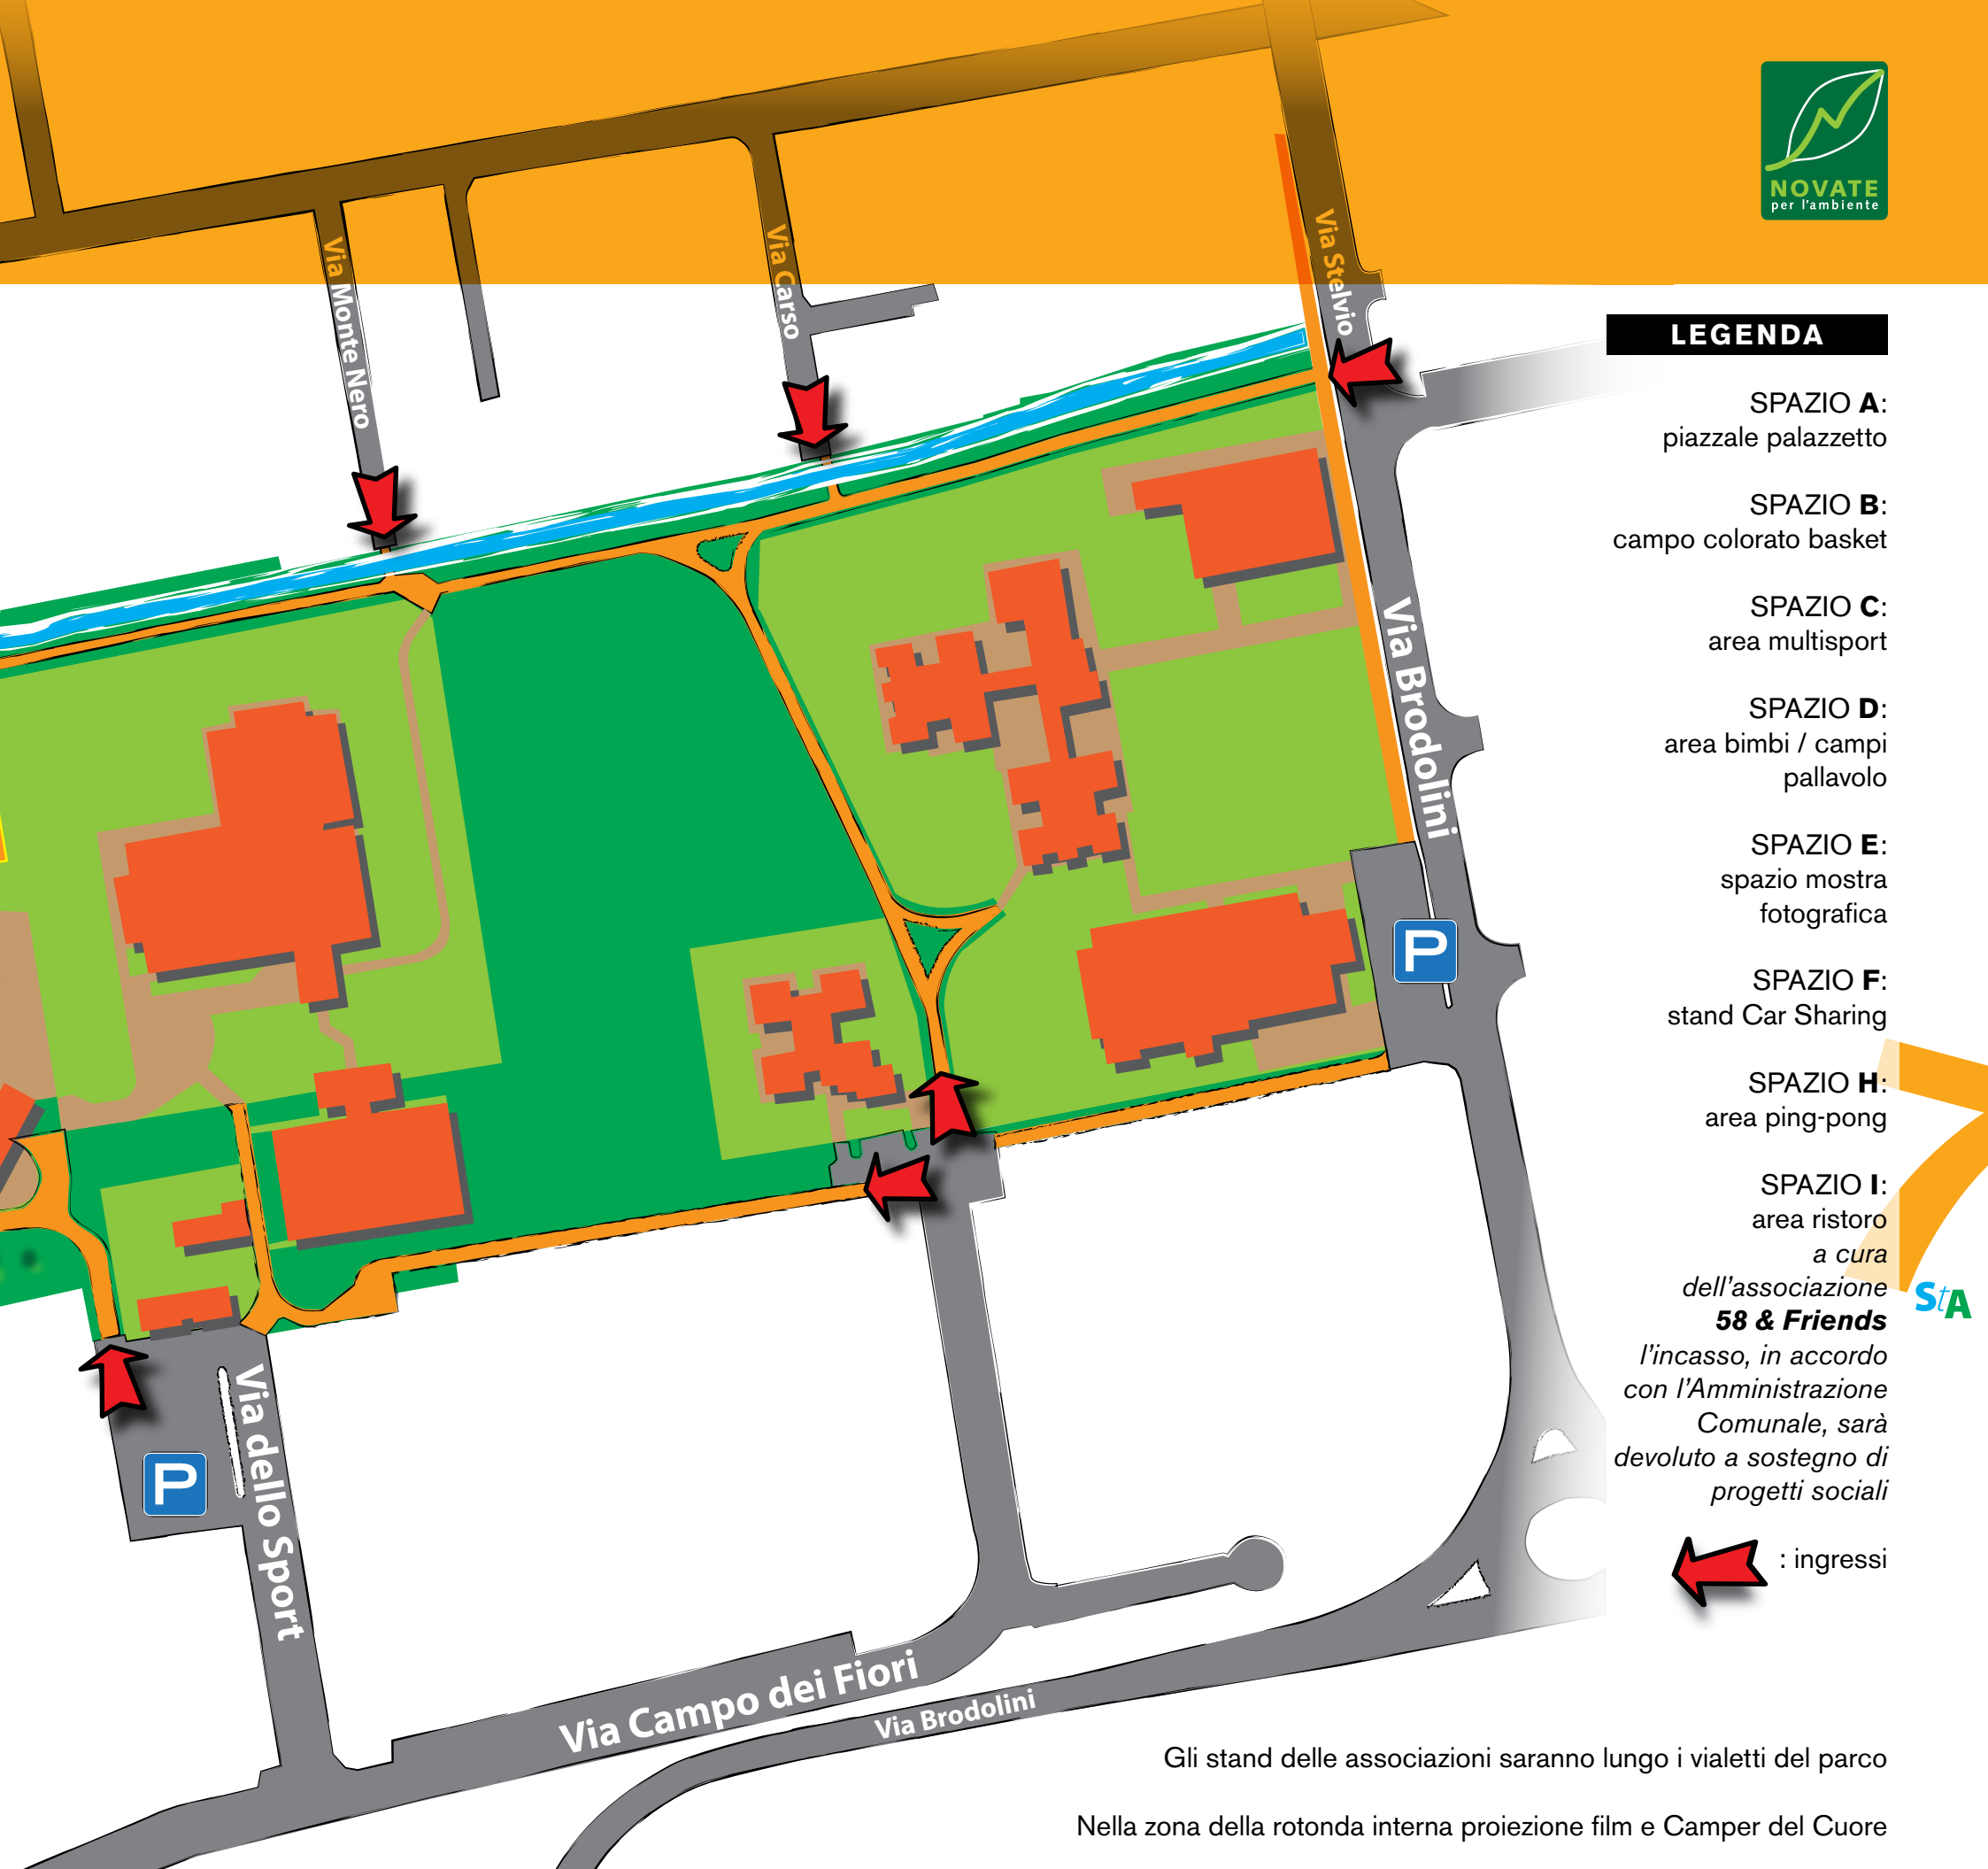 NOVATE
per l'ambiente
Via Monte Nero
Via Carso
Via Stelvio
LEGENDA
SPAZIO A:
piazzale palazzetto
SPAZIO B:
campo colorato basket
SPAZIO C:
area multisport
SPAZIO D:
area bimbi / campi
pallavolo
SPAZIO E:
spazio mostra
fotografica
SPAZIO F:
stand Car Sharing
SPAZIO H:
area ping-pong
SPAZIO I:
area ristoro
a cura
dell'associazione
58 & Friends
l'incasso, in accordo
con l'Amministrazione
Comunale, sarà
devoluto a sostegno di
progetti sociali
: ingressi
7
StA
Via Brodolini
P
P
Via dello Sport
Via Campo dei Fiori
Via Brodolini
Gli stand delle associazioni saranno lungo i vialetti del parco
Nella zona della rotonda interna proiezione film e Camper del Cuore